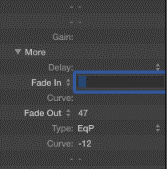 Gain:
▼ More
Delay:
Fade In
Curve:
Fade Out 47
Type: EqP
Curve: -12